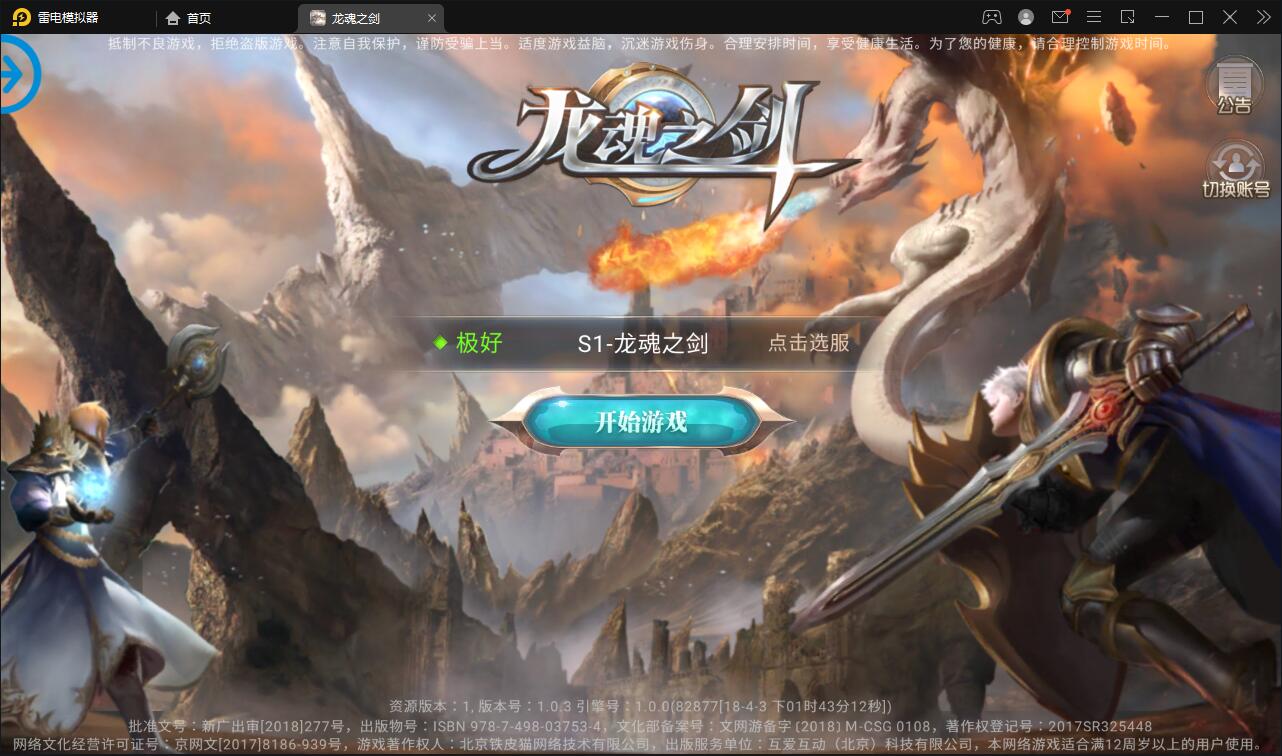 雷电模拟器
首页
龙魂之剑
抵制不良游戏，拒绝盗版游戏。注意自我保护，谨防受骗上当。适度游戏益脑，沉迷游戏伤身。合理安排时间，享受健康生活。为了您的健康，请合理控制游戏时间。
龙魂之剑
公告
切换账号
极好 S1-龙魂之剑 点击选服
开始游戏
资源版本：1, 版本号：1.0.3 引擎号：1.0.0(82877[18-4-3 下01时43分12秒])
批准文号：新广出审[2018]277号，出版物号：ISBN 978-7-498-03753-4，文化部备案号：文网游备字 (2018) M-CSG 0108，著作权登记号：2017SR325448
网络文化经营许可证号：京网文[2017]8186-939号，游戏著作权人：北京铁皮猫网络技术有限公司，出版服务单位：互爱互动（北京）科技有限公司，本网络游戏适合满12周岁以上的用户使用。